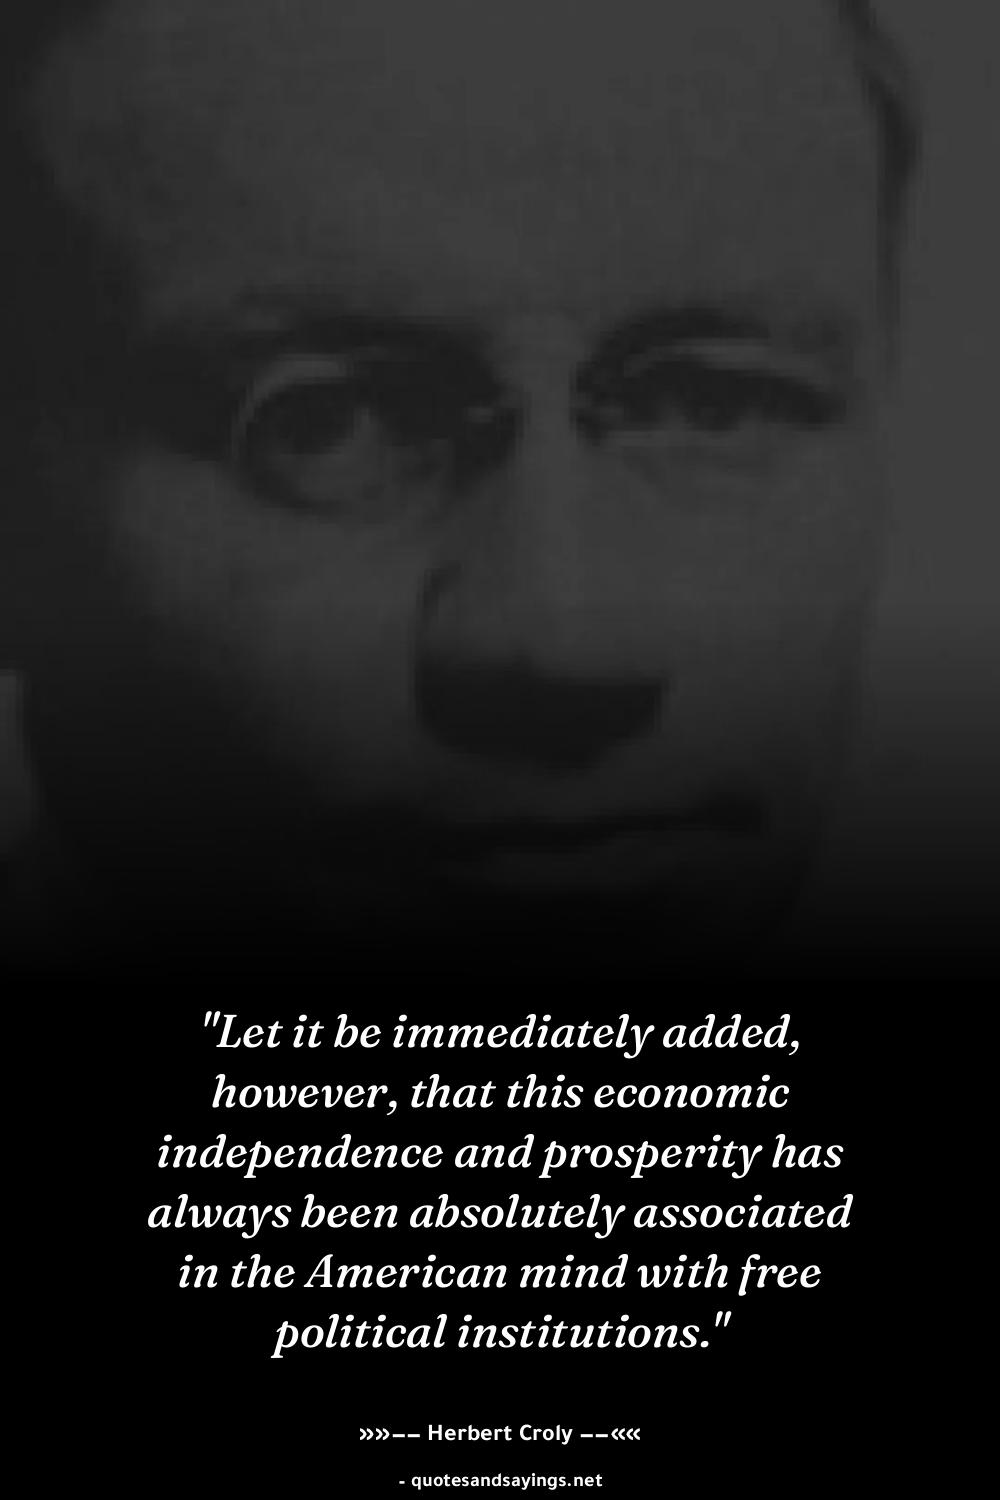 "Let it be immediately added,
however, that this economic
independence and prosperity has
always been absolutely associated
in the American mind with free
political institutions."
»»–– Herbert Croly ––««
- quotesandsayings.net